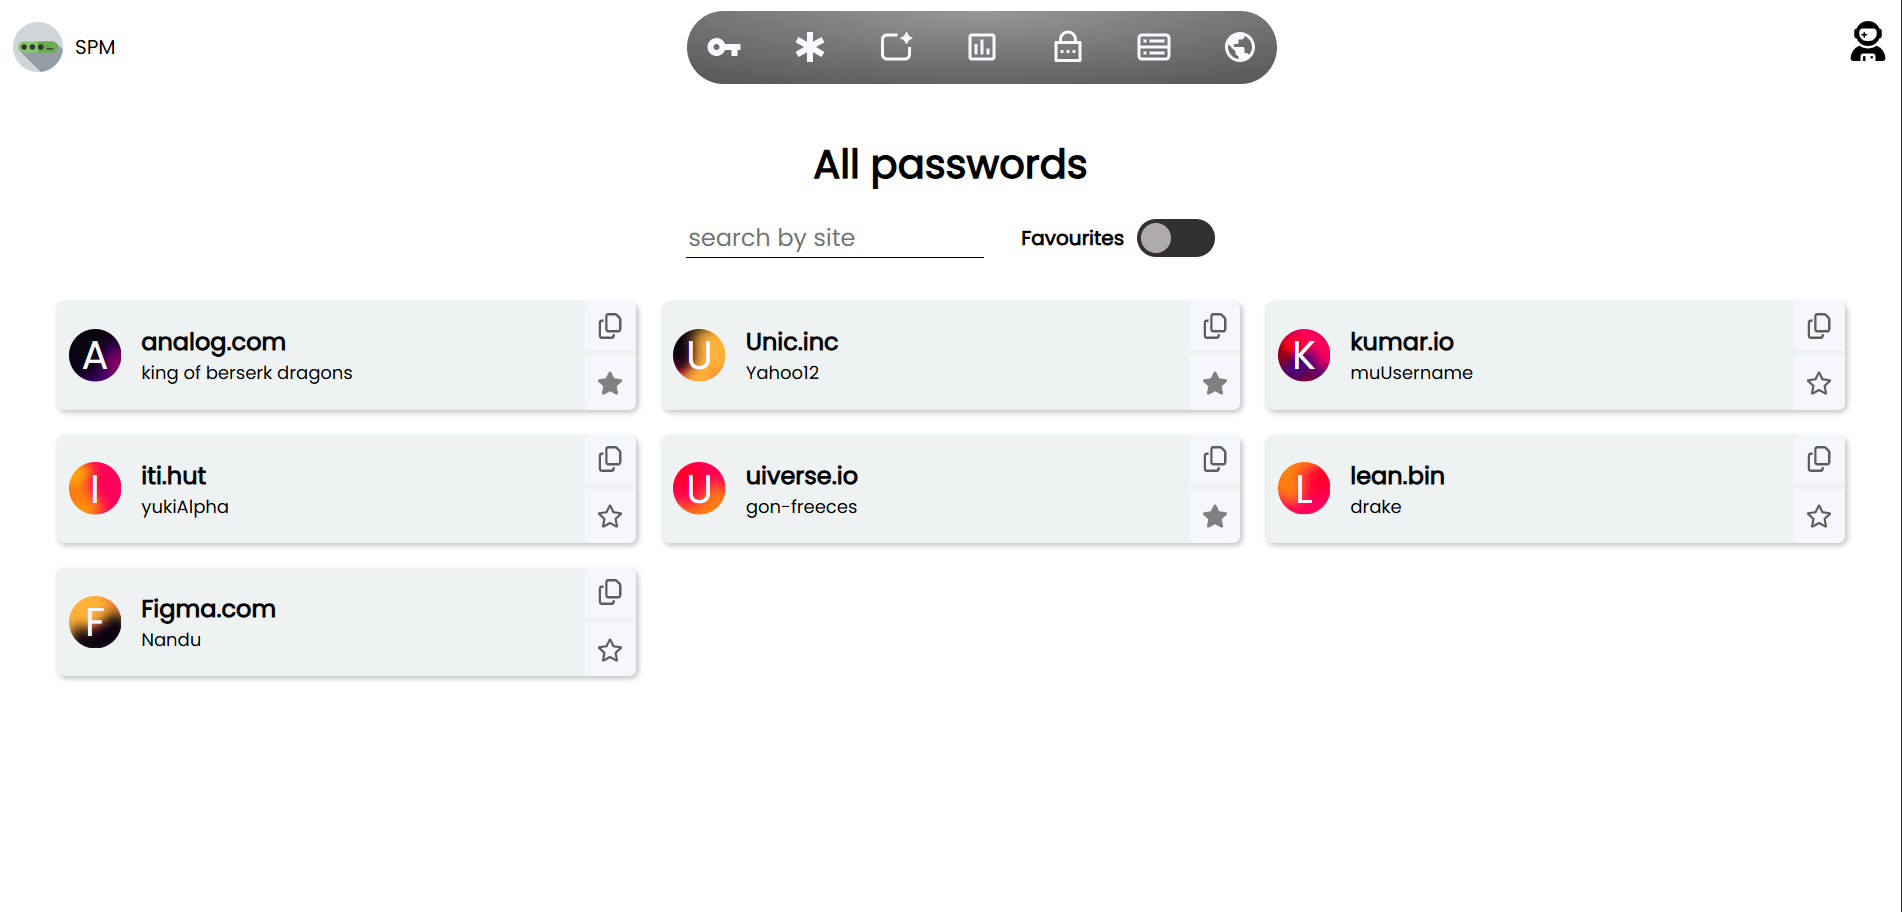 SPM
All passwords
search by site
Favourites
A
analog.com
king of berserk dragons
U
Unic.inc
Yahoo12
K
kumar.io
muUsername
I
iti.hut
yukiAlpha
U
uiverse.io
gon-freeces
L
lean.bin
drake
F
Figma.com
Nandu